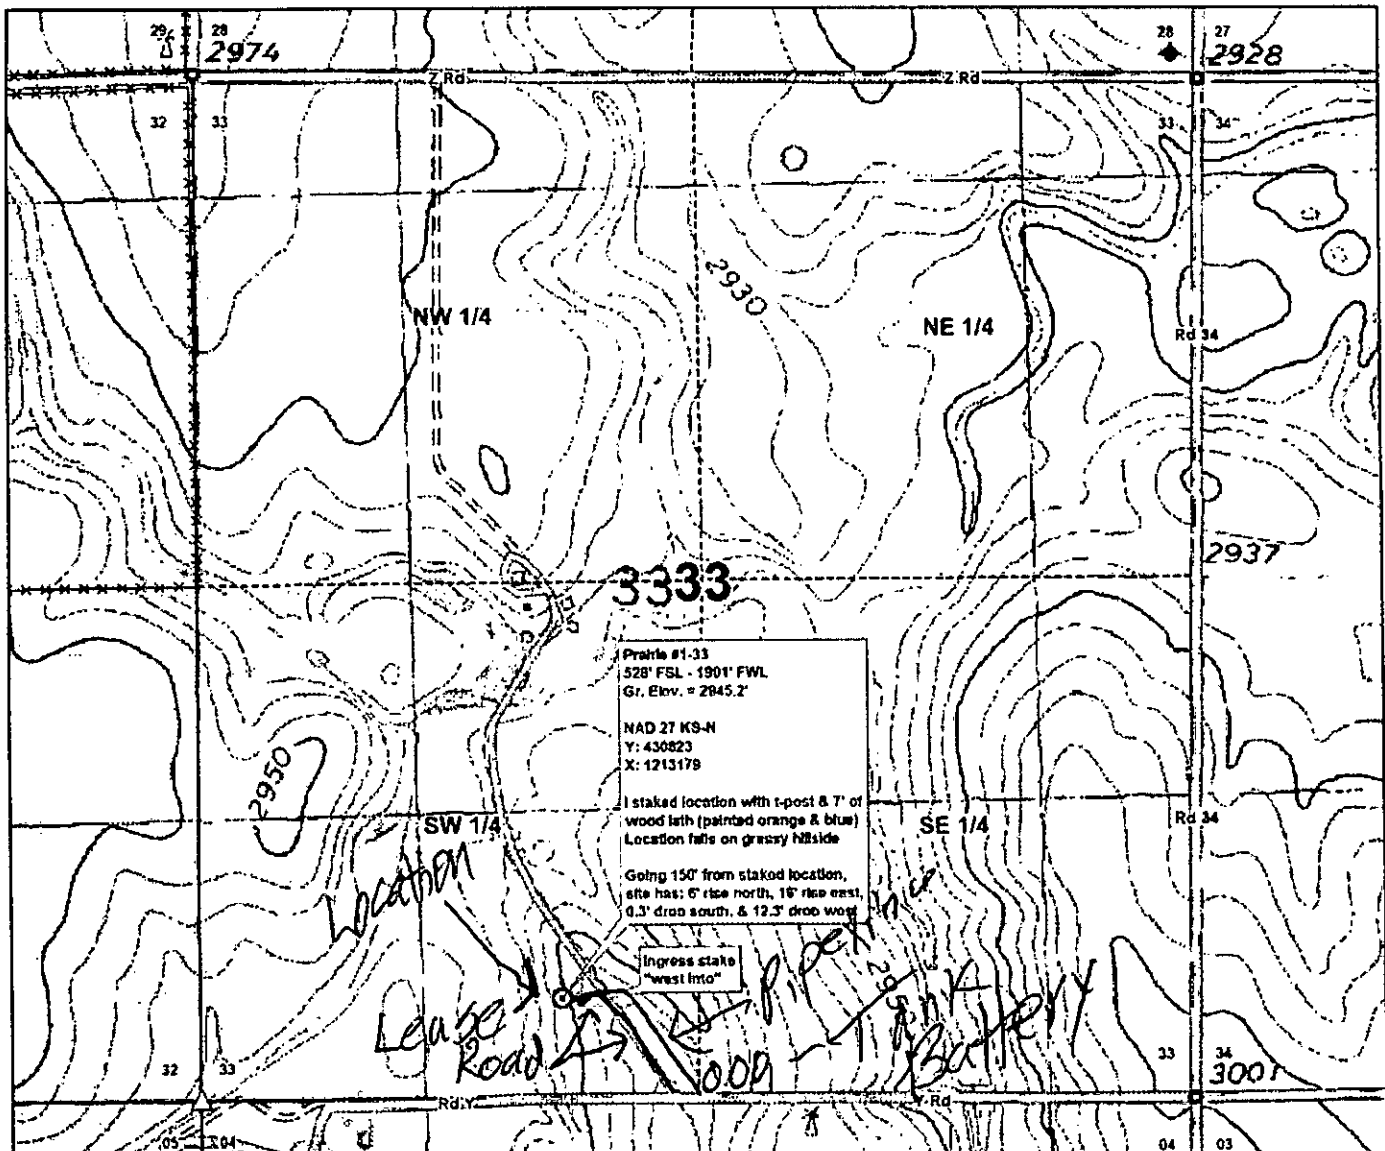 29 28
2974
28 27
2928
Z Rd
Z Rd
32 33
33 34
2930
NW 1/4
NE 1/4
Rd 34
2937
3333
Prairie #1-33
528' FSL - 1901' FWL
Gr. Elev. = 2945.2'
NAD 27 KS-N
Y: 430823
X: 1213179
I staked location with t-post & 7' of
wood lath (painted orange & blue)
Location falls on grassy hillside
Going 150' from staked location,
site has: 6' rise north, 16' rise east,
0.3' drop south, & 12.3' drop west
2950
SW 1/4
SE 1/4
Rd 34
Location
Pipeline
Ingress stake
"west into"
Lease
Road
Tank
Battery
32 33
33 34
3001
Rd Y
Y Rd
05 04
04 03